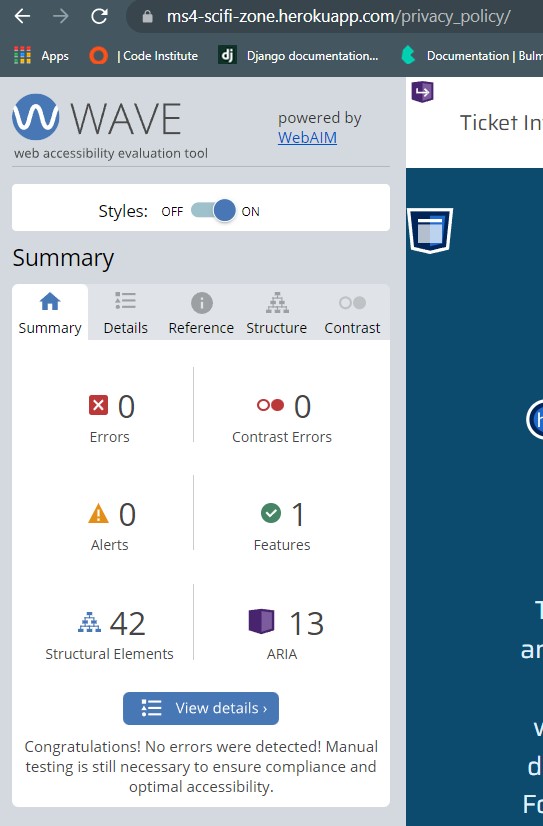 ms4-scifi-zone.herokuapp.com/privacy_policy/
Apps | Code Institute dj Django documentation... Documentation | Bulm
WAVE
web accessibility evaluation tool
powered by
WebAIM
Ticket In
Styles: OFF ON
Summary
Summary Details Reference Structure Contrast
0 0
Errors Contrast Errors
0 1
Alerts Features
42 13
Structural Elements ARIA
View details ›
Congratulations! No errors were detected! Manual
testing is still necessary to ensure compliance and
optimal accessibility.